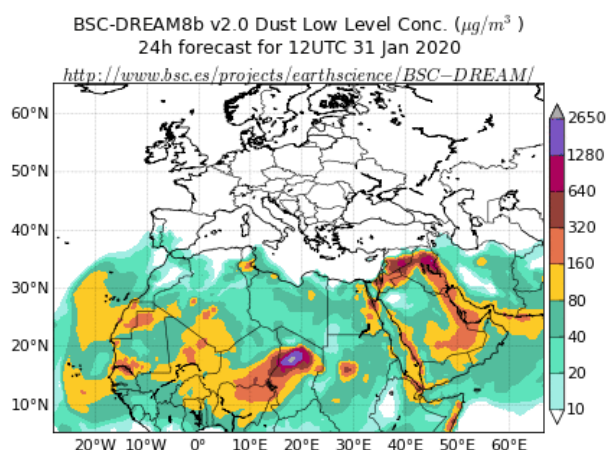 BSC-DREAM8b v2.0 Dust Low Level Conc. (μg/m³ )
24h forecast for 12UTC 31 Jan 2020
http://www.bsc.es/projects/earthscience/BSC−DREAM/
60°N
50°N
40°N
30°N
20°N
10°N
20°W 10°W 0° 10°E 20°E 30°E 40°E 50°E 60°E
2650
1280
640
320
160
80
40
20
10